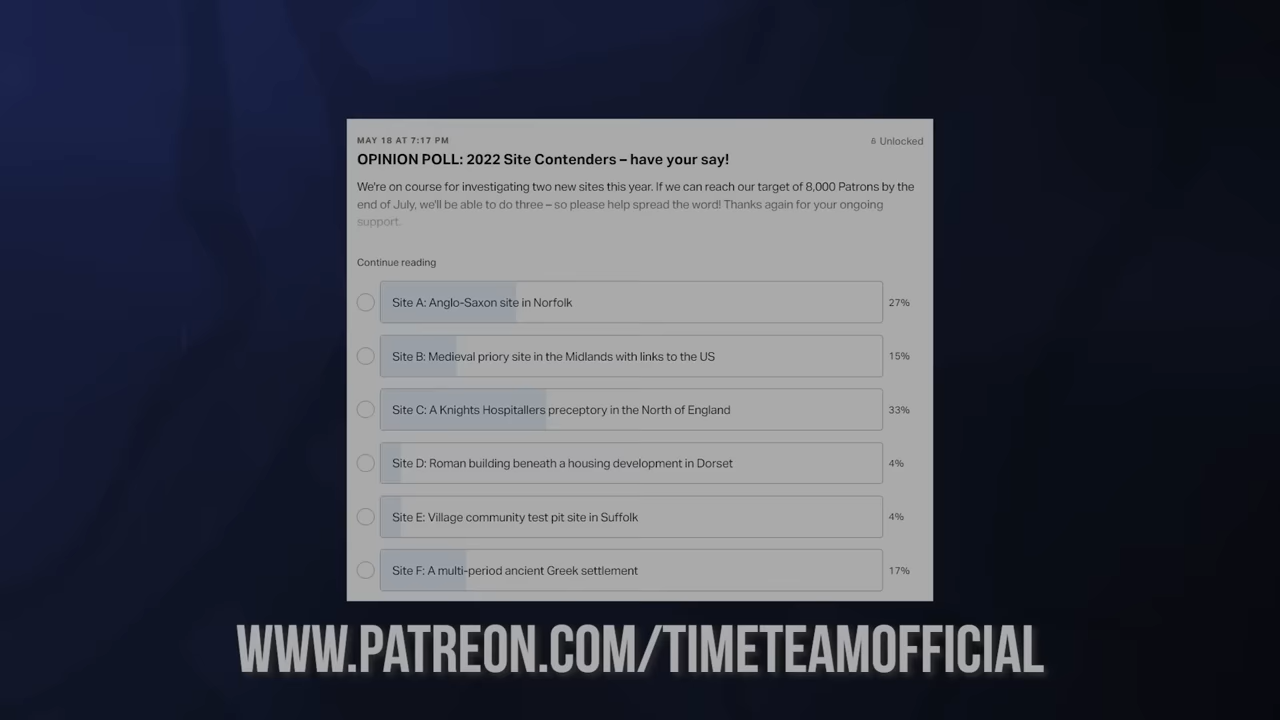 MAY 18 AT 7:17 PM
Unlocked
OPINION POLL: 2022 Site Contenders – have your say!
We're on course for investigating two new sites this year. If we can reach our target of 8,000 Patrons by the
end of July, we'll be able to do three – so please help spread the word! Thanks again for your ongoing
support.
Continue reading
Site A: Anglo-Saxon site in Norfolk 27%
Site B: Medieval priory site in the Midlands with links to the US 15%
Site C: A Knights Hospitallers preceptory in the North of England 33%
Site D: Roman building beneath a housing development in Dorset 4%
Site E: Village community test pit site in Suffolk 4%
Site F: A multi-period ancient Greek settlement 17%
WWW.PATREON.COM/TIMETEAMOFFICIAL